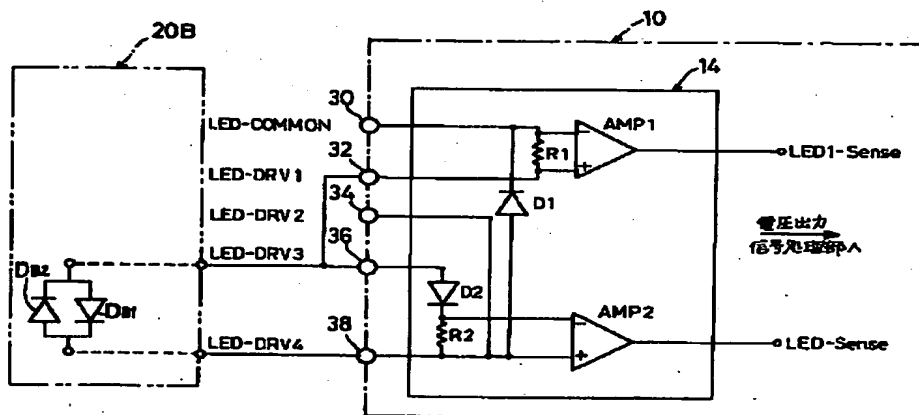 20B
10
14
30
LED-COMMON
AMP1
R1
LED1-Sense
32
LED-DRV1
34
LED-DRV2
D1
36
LED-DRV3
電圧出力
信号処理部へ
DB2
DB1
D2
AMP2
R2
38
LED-DRV4
LED-Sense